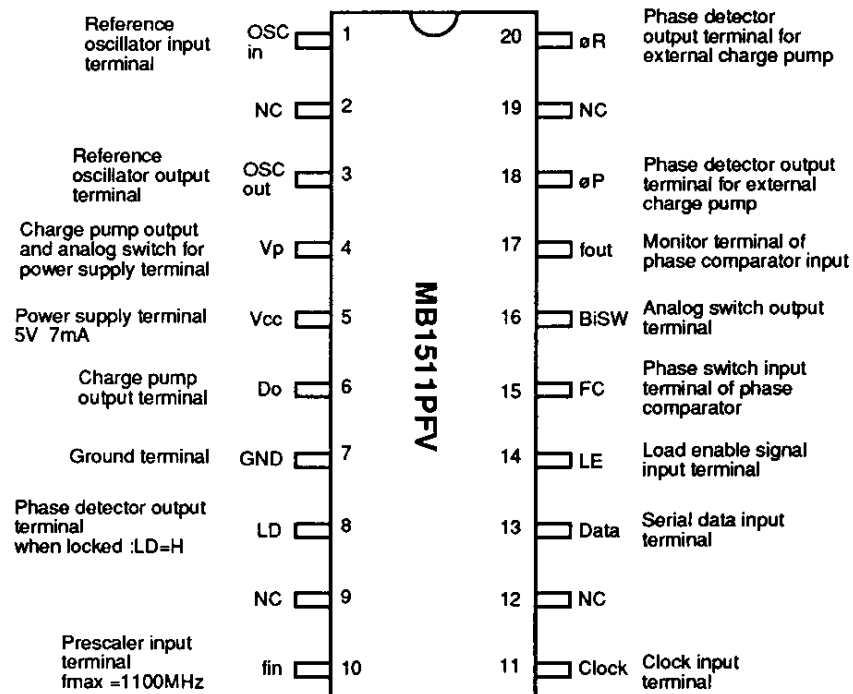 Reference
oscillator input
terminal
OSC
in
1
NC
2
Reference
oscillator output
terminal
OSC
out
3
Charge pump output
and analog switch for
power supply terminal
Vp
4
Power supply terminal
5V 7mA
Vcc
5
Charge pump
output terminal
Do
6
Ground terminal
GND
7
Phase detector output
terminal
when locked :LD=H
LD
8
NC
9
Prescaler input
terminal
fmax =1100MHz
fin
10
MB1511PFV
20
øR
Phase detector
output terminal for
external charge pump
19
NC
18
øP
Phase detector output
terminal for external
charge pump
17
fout
Monitor terminal of
phase comparator input
16
BiSW
Analog switch output
terminal
15
FC
Phase switch input
terminal of phase
comparator
14
LE
Load enable signal
input terminal
13
Data
Serial data input
terminal
12
NC
11
Clock
Clock input
terminal